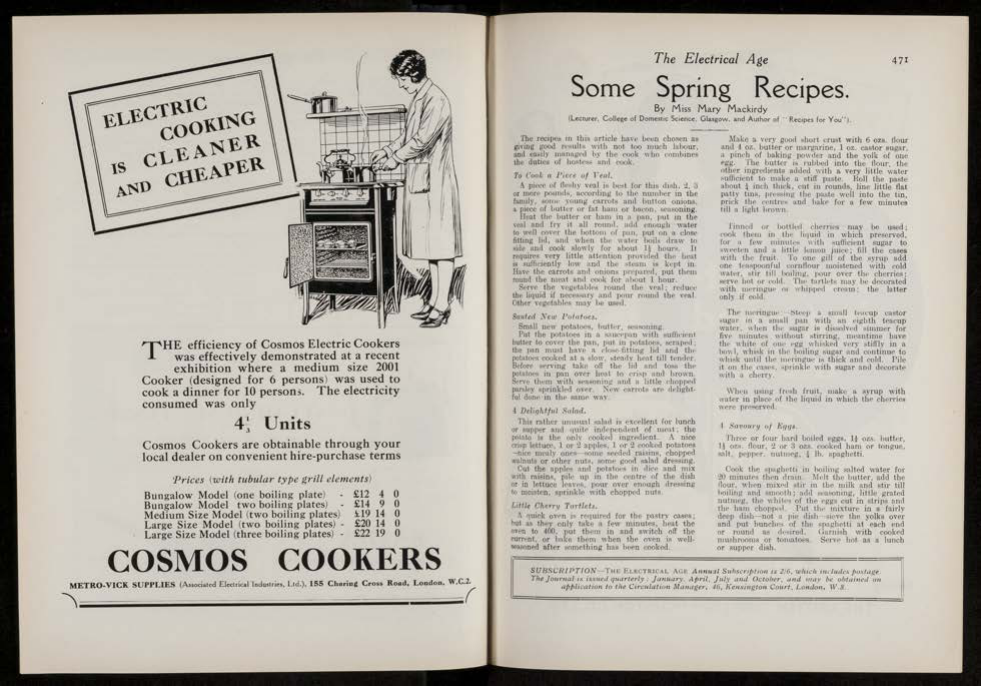 ELECTRIC
COOKING
IS CLEANER
AND CHEAPER
THE efficiency of Cosmos Electric Cookers
was effectively demonstrated at a recent
exhibition where a medium size 2001
Cooker (designed for 6 persons) was used to
cook a dinner for 10 persons. The electricity
consumed was only
4⅓ Units
Cosmos Cookers are obtainable through your
local dealer on convenient hire-purchase terms
Prices (with tubular type grill elements)
Bungalow Model (one boiling plate) - £12 4 0
Bungalow Model two boiling plates) - £14 9 0
Medium Size Model (two boiling plates) £19 14 0
Large Size Model (two boiling plates) - £20 14 0
Large Size Model (three boiling plates) - £22 19 0
COSMOS COOKERS
METRO-VICK SUPPLIES (Associated Electrical Industries, Ltd.), 155 Charing Cross Road, London, W.C.2.
The Electrical Age 471
Some Spring Recipes.
By Miss Mary Mackirdy
(Lecturer, College of Domestic Science, Glasgow, and Author of "Recipes for You").
The recipes in this article have been chosen as
giving good results with not too much labour,
and easily managed by the cook who combines
the duties of hostess and cook.
To Cook a Piece of Veal.
A piece of fleshy veal is best for this dish, 2, 3
or more pounds, according to the number in the
family, some young carrots and button onions,
a piece of butter or fat ham or bacon, seasoning.
Heat the butter or ham in a pan, put in the
veal and fry it all round, add enough water
to well cover the bottom of pan, put on a close
fitting lid, and when the water boils draw to
side and cook slowly for about 1½ hours. It
requires very little attention provided the heat
is sufficiently low and the steam is kept in.
Have the carrots and onions prepared, put them
round the meat and cook for about 1 hour.
Serve the vegetables round the veal; reduce
the liquid if necessary and pour round the veal.
Other vegetables may be used.
Sautéd New Potatoes.
Small new potatoes, butter, seasoning.
Put the potatoes in a saucepan with sufficient
butter to cover the pan, put in potatoes, scraped;
the pan must have a close-fitting lid and the
potatoes cooked at a slow, steady heat till tender.
Before serving take off the lid and toss the
potatoes in pan over heat to crisp and brown.
Serve them with seasoning and a little chopped
parsley sprinkled over. New carrots are delight-
ful done in the same way.
A Delightful Salad.
This rather unusual salad is excellent for lunch
or supper and quite independent of meat; the
potato is the only cooked ingredient. A nice
crisp lettuce, 1 or 2 apples, 1 or 2 cooked potatoes
—nice mealy ones—some seeded raisins, chopped
walnuts or other nuts, some good salad dressing.
Cut the apples and potatoes in dice and mix
with raisins, pile up in the centre of the dish
or in lettuce leaves, pour over enough dressing
to moisten, sprinkle with chopped nuts.
Little Cherry Tartlets.
A quick oven is required for the pastry cases;
but as they only take a few minutes, heat the
oven to 400, put them in and switch off the
current, or bake them when the oven is well-
warmed after something has been cooked.
Make a very good short crust with 6 ozs. flour
and 4 oz. butter or margarine, 1 oz. castor sugar,
a pinch of baking powder and the yolk of one
egg. The butter is rubbed into the flour, the
other ingredients added with a very little water
sufficient to make a stiff paste. Roll the paste
about ¼ inch thick, cut in rounds, line little flat
patty tins, pressing the paste well into the tin,
prick the centres and bake for a few minutes
till a light brown.
Tinned or bottled cherries may be used;
cook them in the liquid in which preserved,
for a few minutes with sufficient sugar to
sweeten and a little lemon juice; fill the cases
with the fruit. To one gill of the syrup add
one teaspoonful cornflour moistened with cold
water, stir till boiling, pour over the cherries;
serve hot or cold. The tartlets may be decorated
with meringue or whipped cream; the latter
only if cold.
The meringue—Steep a small teacup castor
sugar in a small pan with an eighth teacup
water, when the sugar is dissolved simmer for
five minutes without stirring, meantime have
the white of one egg whisked very stiffly in a
bowl, whisk in the boiling sugar and continue to
whisk until the meringue is thick and cold. Pile
it on the cases, sprinkle with sugar and decorate
with a cherry.
When using fresh fruit, make a syrup with
water in place of the liquid in which the cherries
were preserved.
A Savoury of Eggs.
Three or four hard boiled eggs, 1½ ozs. butter,
1½ ozs. flour, 2 or 3 ozs. cooked ham or tongue,
salt, pepper, nutmeg, ¼ lb. spaghetti.
Cook the spaghetti in boiling salted water for
20 minutes then drain. Melt the butter, add the
flour, when mixed stir in the milk and stir till
boiling and smooth; add seasoning, little grated
nutmeg, the whites of the eggs cut in strips and
the ham chopped. Put the mixture in a fairly
deep dish—not a pie dish—sieve the yolks over
and put bunches of the spaghetti at each end
or round as desired. Garnish with cooked
mushrooms or tomatoes. Serve hot as a lunch
or supper dish.
SUBSCRIPTION—THE ELECTRICAL AGE Annual Subscription is 2/6, which includes postage.
The Journal is issued quarterly: January, April, July and October, and may be obtained on
application to the Circulation Manager, 46, Kensington Court, London, W.8.